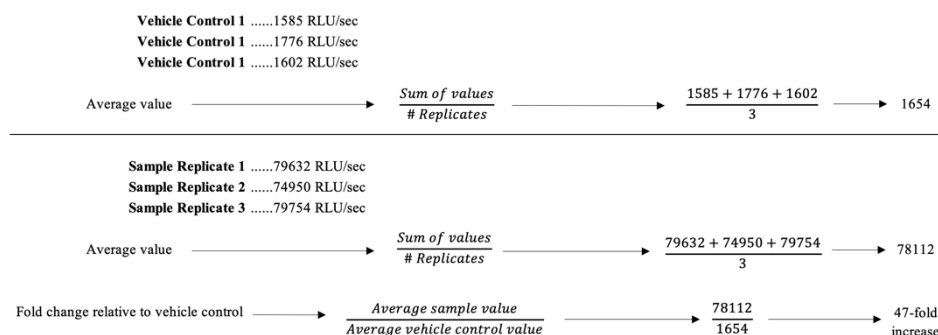 Vehicle Control 1 ......1585 RLU/sec
Vehicle Control 1 ......1776 RLU/sec
Vehicle Control 1 ......1602 RLU/sec
Average value
Sum of values
# Replicates
1585 + 1776 + 1602
3
1654
Sample Replicate 1 ......79632 RLU/sec
Sample Replicate 2 ......74950 RLU/sec
Sample Replicate 3 ......79754 RLU/sec
Average value
Sum of values
# Replicates
79632 + 74950 + 79754
3
78112
Fold change relative to vehicle control
Average sample value
Average vehicle control value
78112
1654
47-fold
increase